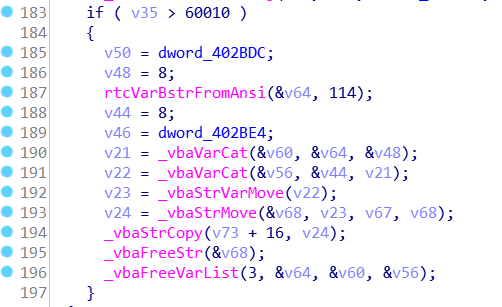 183 if ( v35 > 60010 )
184 {
185 v50 = dword_402BDC;
186 v48 = 8;
187 rtcVarBstrFromAnsi(&v64, 114);
188 v44 = 8;
189 v46 = dword_402BE4;
190 v21 = _vbaVarCat(&v60, &v64, &v48);
191 v22 = _vbaVarCat(&v56, &v44, v21);
192 v23 = _vbaStrVarMove(v22);
193 v24 = _vbaStrMove(&v68, v23, v67, v68);
194 _vbaStrCopy(v73 + 16, v24);
195 _vbaFreeStr(&v68);
196 _vbaFreeVarList(3, &v64, &v60, &v56);
197 }